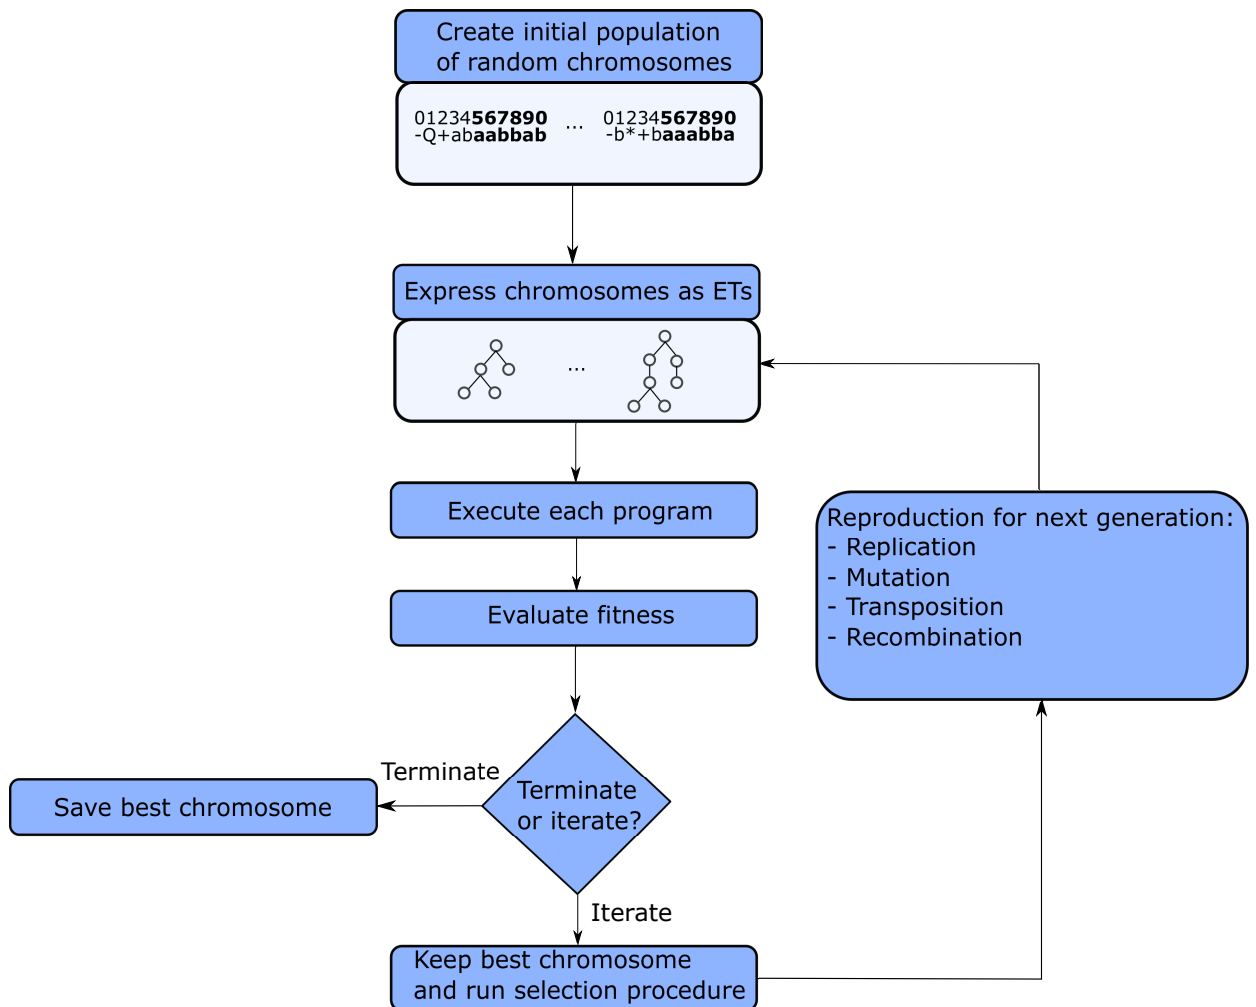 Create initial population
of random chromosomes
01234567890 ... 01234567890
-Q+abaabbab -b*+baaabba
Express chromosomes as ETs
...
Execute each program
Evaluate fitness
Reproduction for next generation:
- Replication
- Mutation
- Transposition
- Recombination
Terminate
or iterate?
Terminate
Save best chromosome
Iterate
Keep best chromosome
and run selection procedure